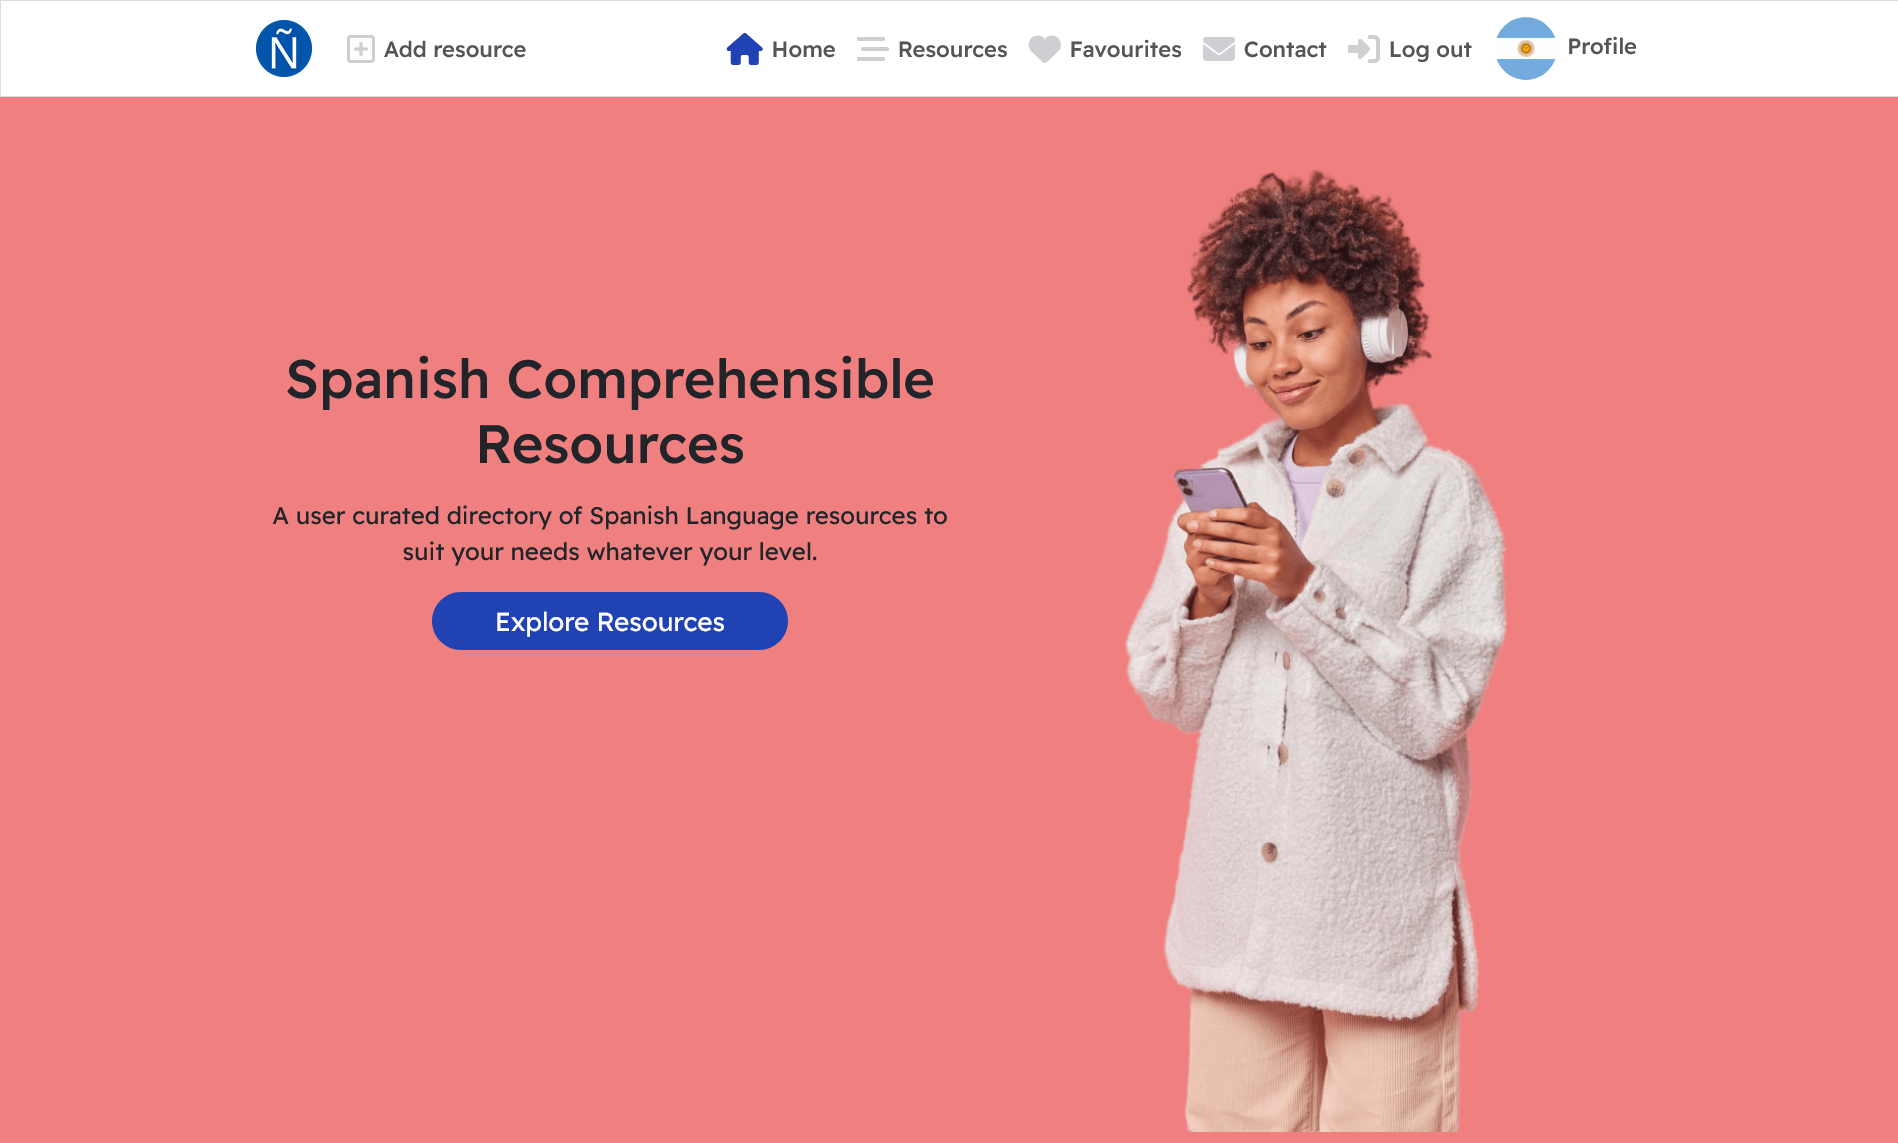 Ñ
Add resource
Home
Resources
Favourites
Contact
Log out
Profile
Spanish Comprehensible
Resources
A user curated directory of Spanish Language resources to
suit your needs whatever your level.
Explore Resources